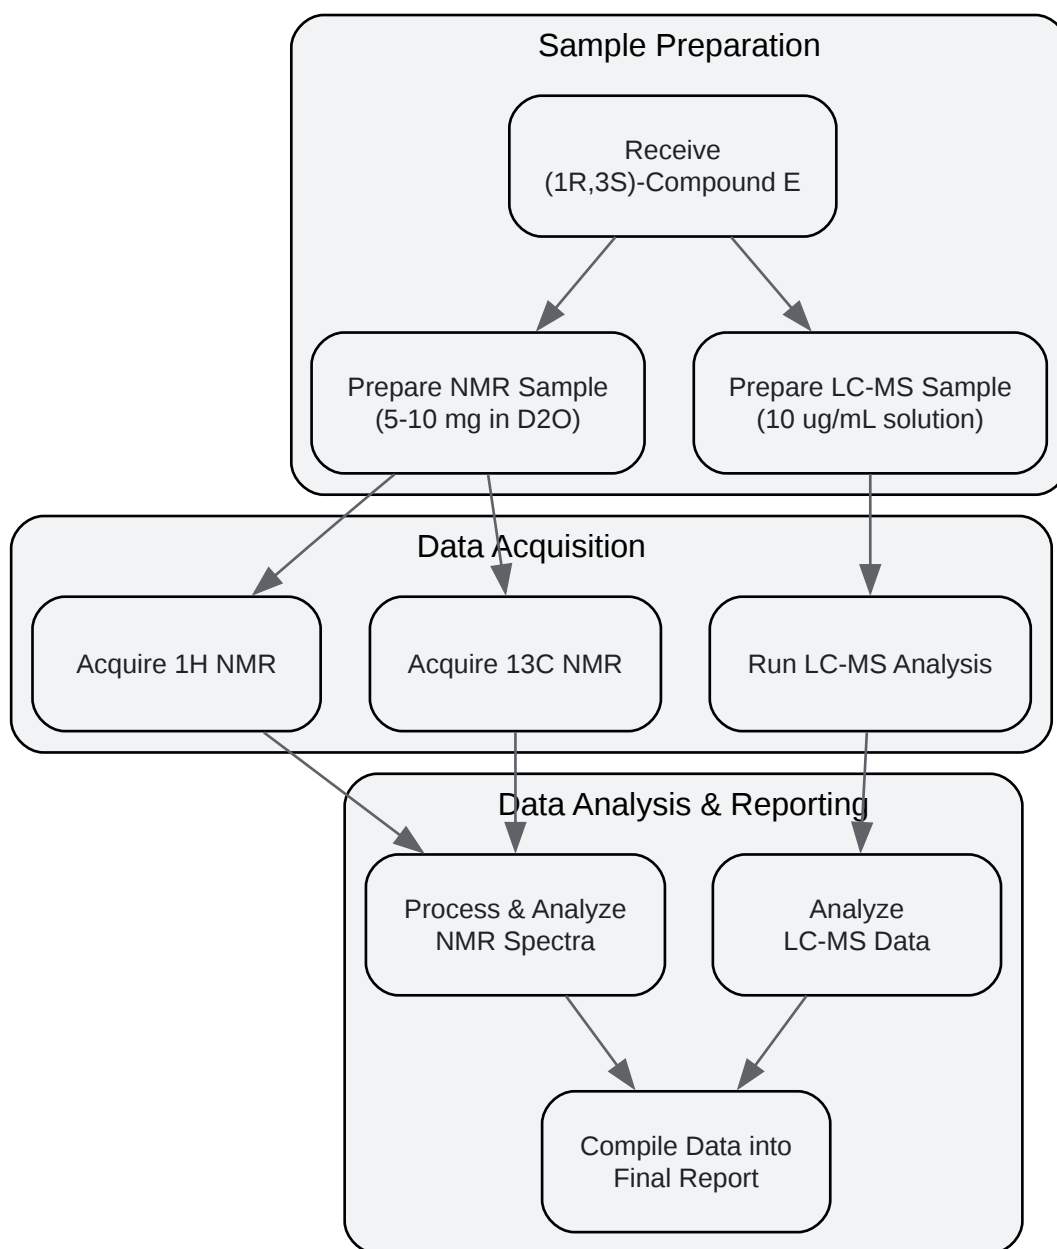 Sample Preparation
Receive
(1R,3S)-Compound E
Prepare NMR Sample
(5-10 mg in D2O)
Prepare LC-MS Sample
(10 ug/mL solution)
Data Acquisition
Acquire 1H NMR
Acquire 13C NMR
Run LC-MS Analysis
Data Analysis & Reporting
Process & Analyze
NMR Spectra
Analyze
LC-MS Data
Compile Data into
Final Report